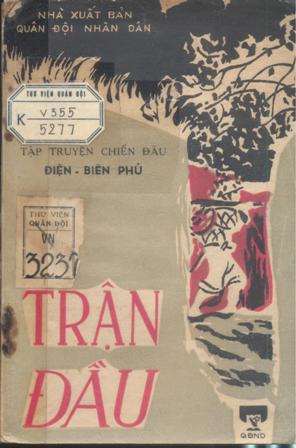 NHÀ XUẤT BẢN
QUÂN ĐỘI NHÂN DÂN
THƯ VIỆN QUÂN ĐỘI
K
V355
5277
TẬP TRUYỆN CHIẾN ĐẤU
ĐIỆN - BIÊN PHỦ
THƯ VIỆN
QUÂN ĐỘI
VN
3237
TRẬN
ĐẦU
QĐND